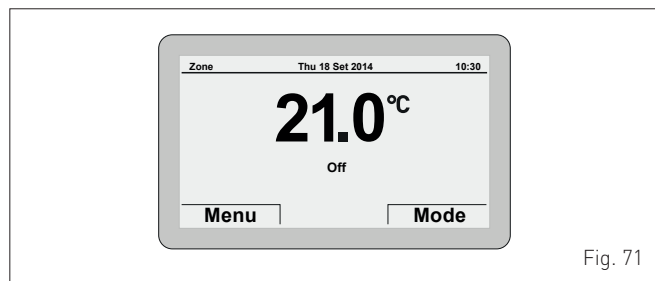 Zone Thu 18 Set 2014 10:30
21.0°C
Off
Menu Mode
Fig. 71